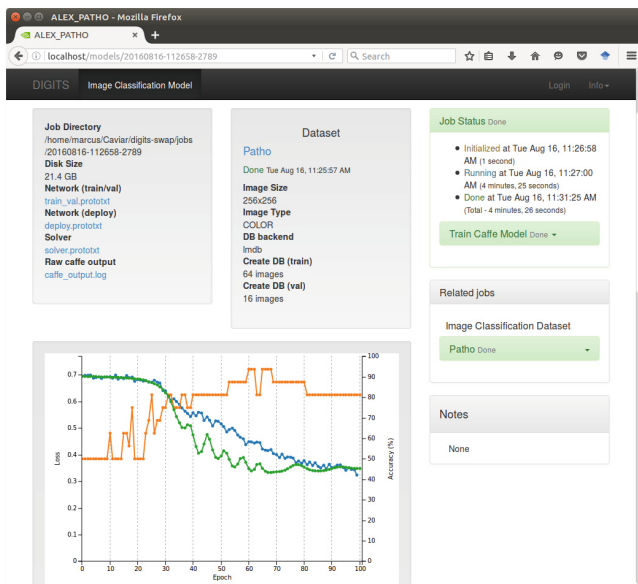 ALEX_PATHO - Mozilla Firefox
ALEX_PATHO × +
localhost/models/20160816-112658-2789
Search
DIGITS Image Classification Model Login Info
Job Directory
/home/marcus/Caviar/digits-swap/jobs
/20160816-112658-2789
Disk Size
21.4 GB
Network (train/val)
train_val.prototxt
Network (deploy)
deploy.prototxt
Solver
solver.prototxt
Raw caffe output
caffe_output.log
Dataset
Patho
Done Tue Aug 16, 11:25:57 AM
Image Size
256x256
Image Type
COLOR
DB backend
lmdb
Create DB (train)
64 images
Create DB (val)
16 images
Job Status Done
Initialized at Tue Aug 16, 11:26:58
AM (1 second)
Running at Tue Aug 16, 11:27:00
AM (4 minutes, 25 seconds)
Done at Tue Aug 16, 11:31:25 AM
(Total - 4 minutes, 26 seconds)
Train Caffe Model Done
Related jobs
Image Classification Dataset
Patho Done
Notes
None
0.7
0.6
0.5
0.4
0.3
0.2
0.1
0
Loss
100
90
80
70
60
50
40
30
20
10
0
Accuracy (%)
0 10 20 30 40 50 60 70 80 90 100
Epoch